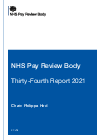 NHS Pay Review Body
NHS Pay Review Body
Thirty-Fourth Report 2021
Chair: Philippa Hird